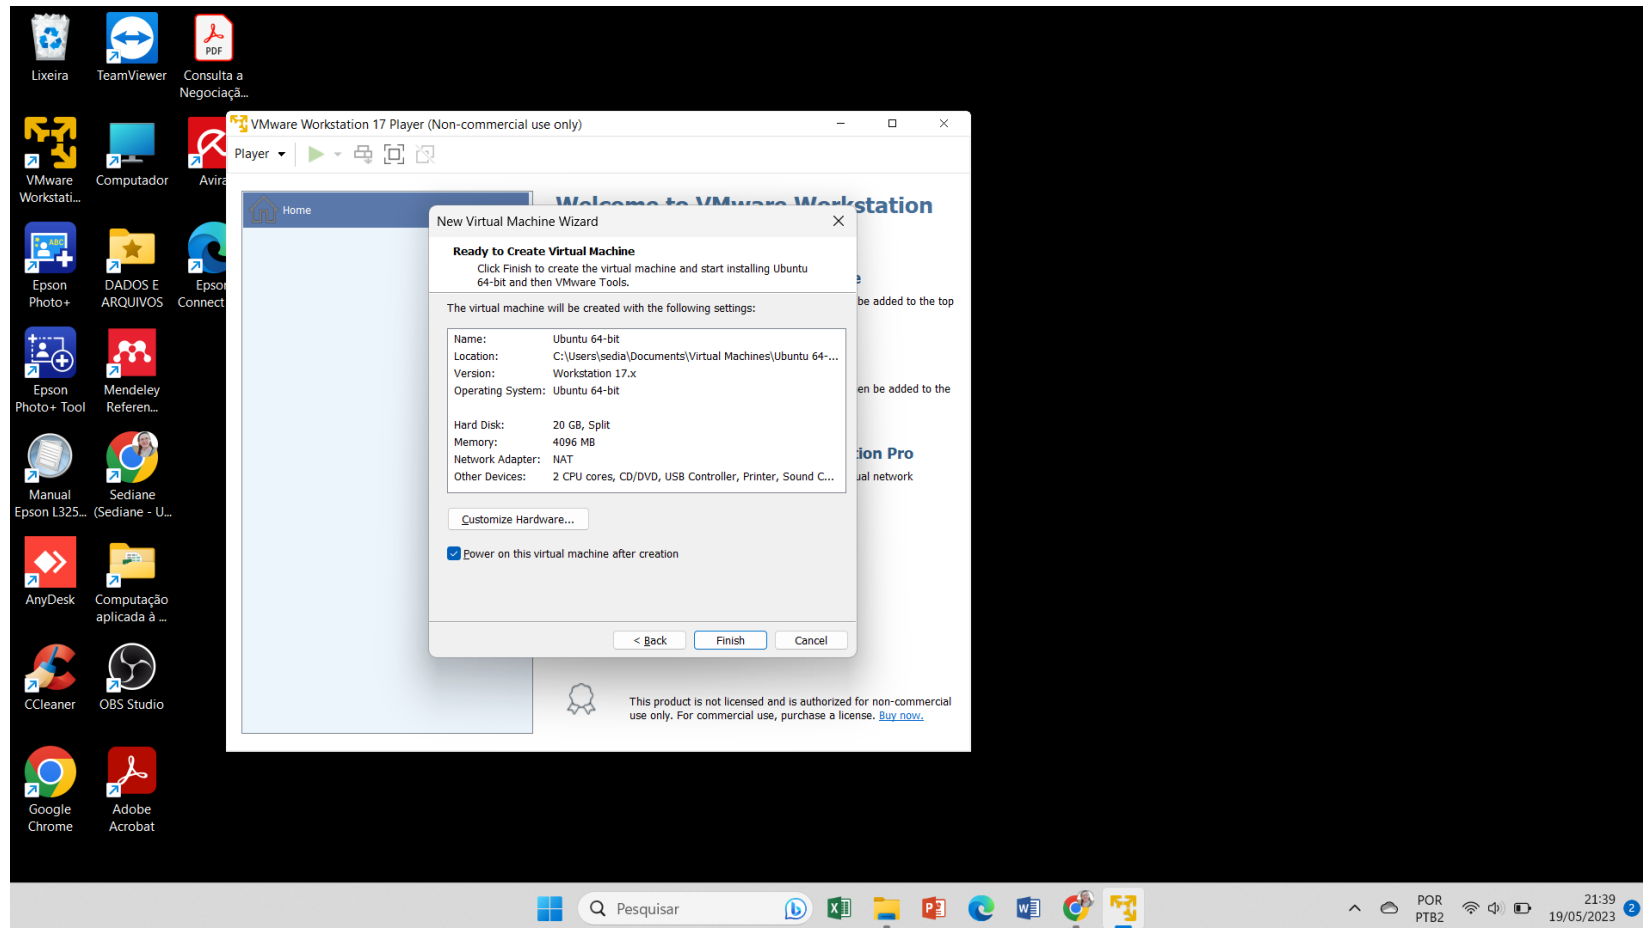 Lixeira
TeamViewer
Consulta a
Negociaçã...
PDF
VMware
Workstati...
Computador
Avira
ABC
Epson
Photo+
DADOS E
ARQUIVOS
Epson
Connect
Epson
Photo+ Tool
Mendeley
Referen...
Manual
Epson L325...
Sediane
(Sediane - U...
AnyDesk
Computação
aplicada à ...
CCleaner
OBS Studio
Google
Chrome
Adobe
Acrobat
VMware Workstation 17 Player (Non-commercial use only)
Player
Home
Welcome to VMware Workstation
be added to the top
en be added to the
ion Pro
ual network
This product is not licensed and is authorized for non-commercial
use only. For commercial use, purchase a license. Buy now.
New Virtual Machine Wizard
Ready to Create Virtual Machine
Click Finish to create the virtual machine and start installing Ubuntu
64-bit and then VMware Tools.
The virtual machine will be created with the following settings:
Name: Ubuntu 64-bit
Location: C:\Users\sedia\Documents\Virtual Machines\Ubuntu 64-...
Version: Workstation 17.x
Operating System: Ubuntu 64-bit
Hard Disk: 20 GB, Split
Memory: 4096 MB
Network Adapter: NAT
Other Devices: 2 CPU cores, CD/DVD, USB Controller, Printer, Sound C...
Customize Hardware...
Power on this virtual machine after creation
< Back Finish Cancel
Pesquisar
POR
PTB2
21:39
19/05/2023
2